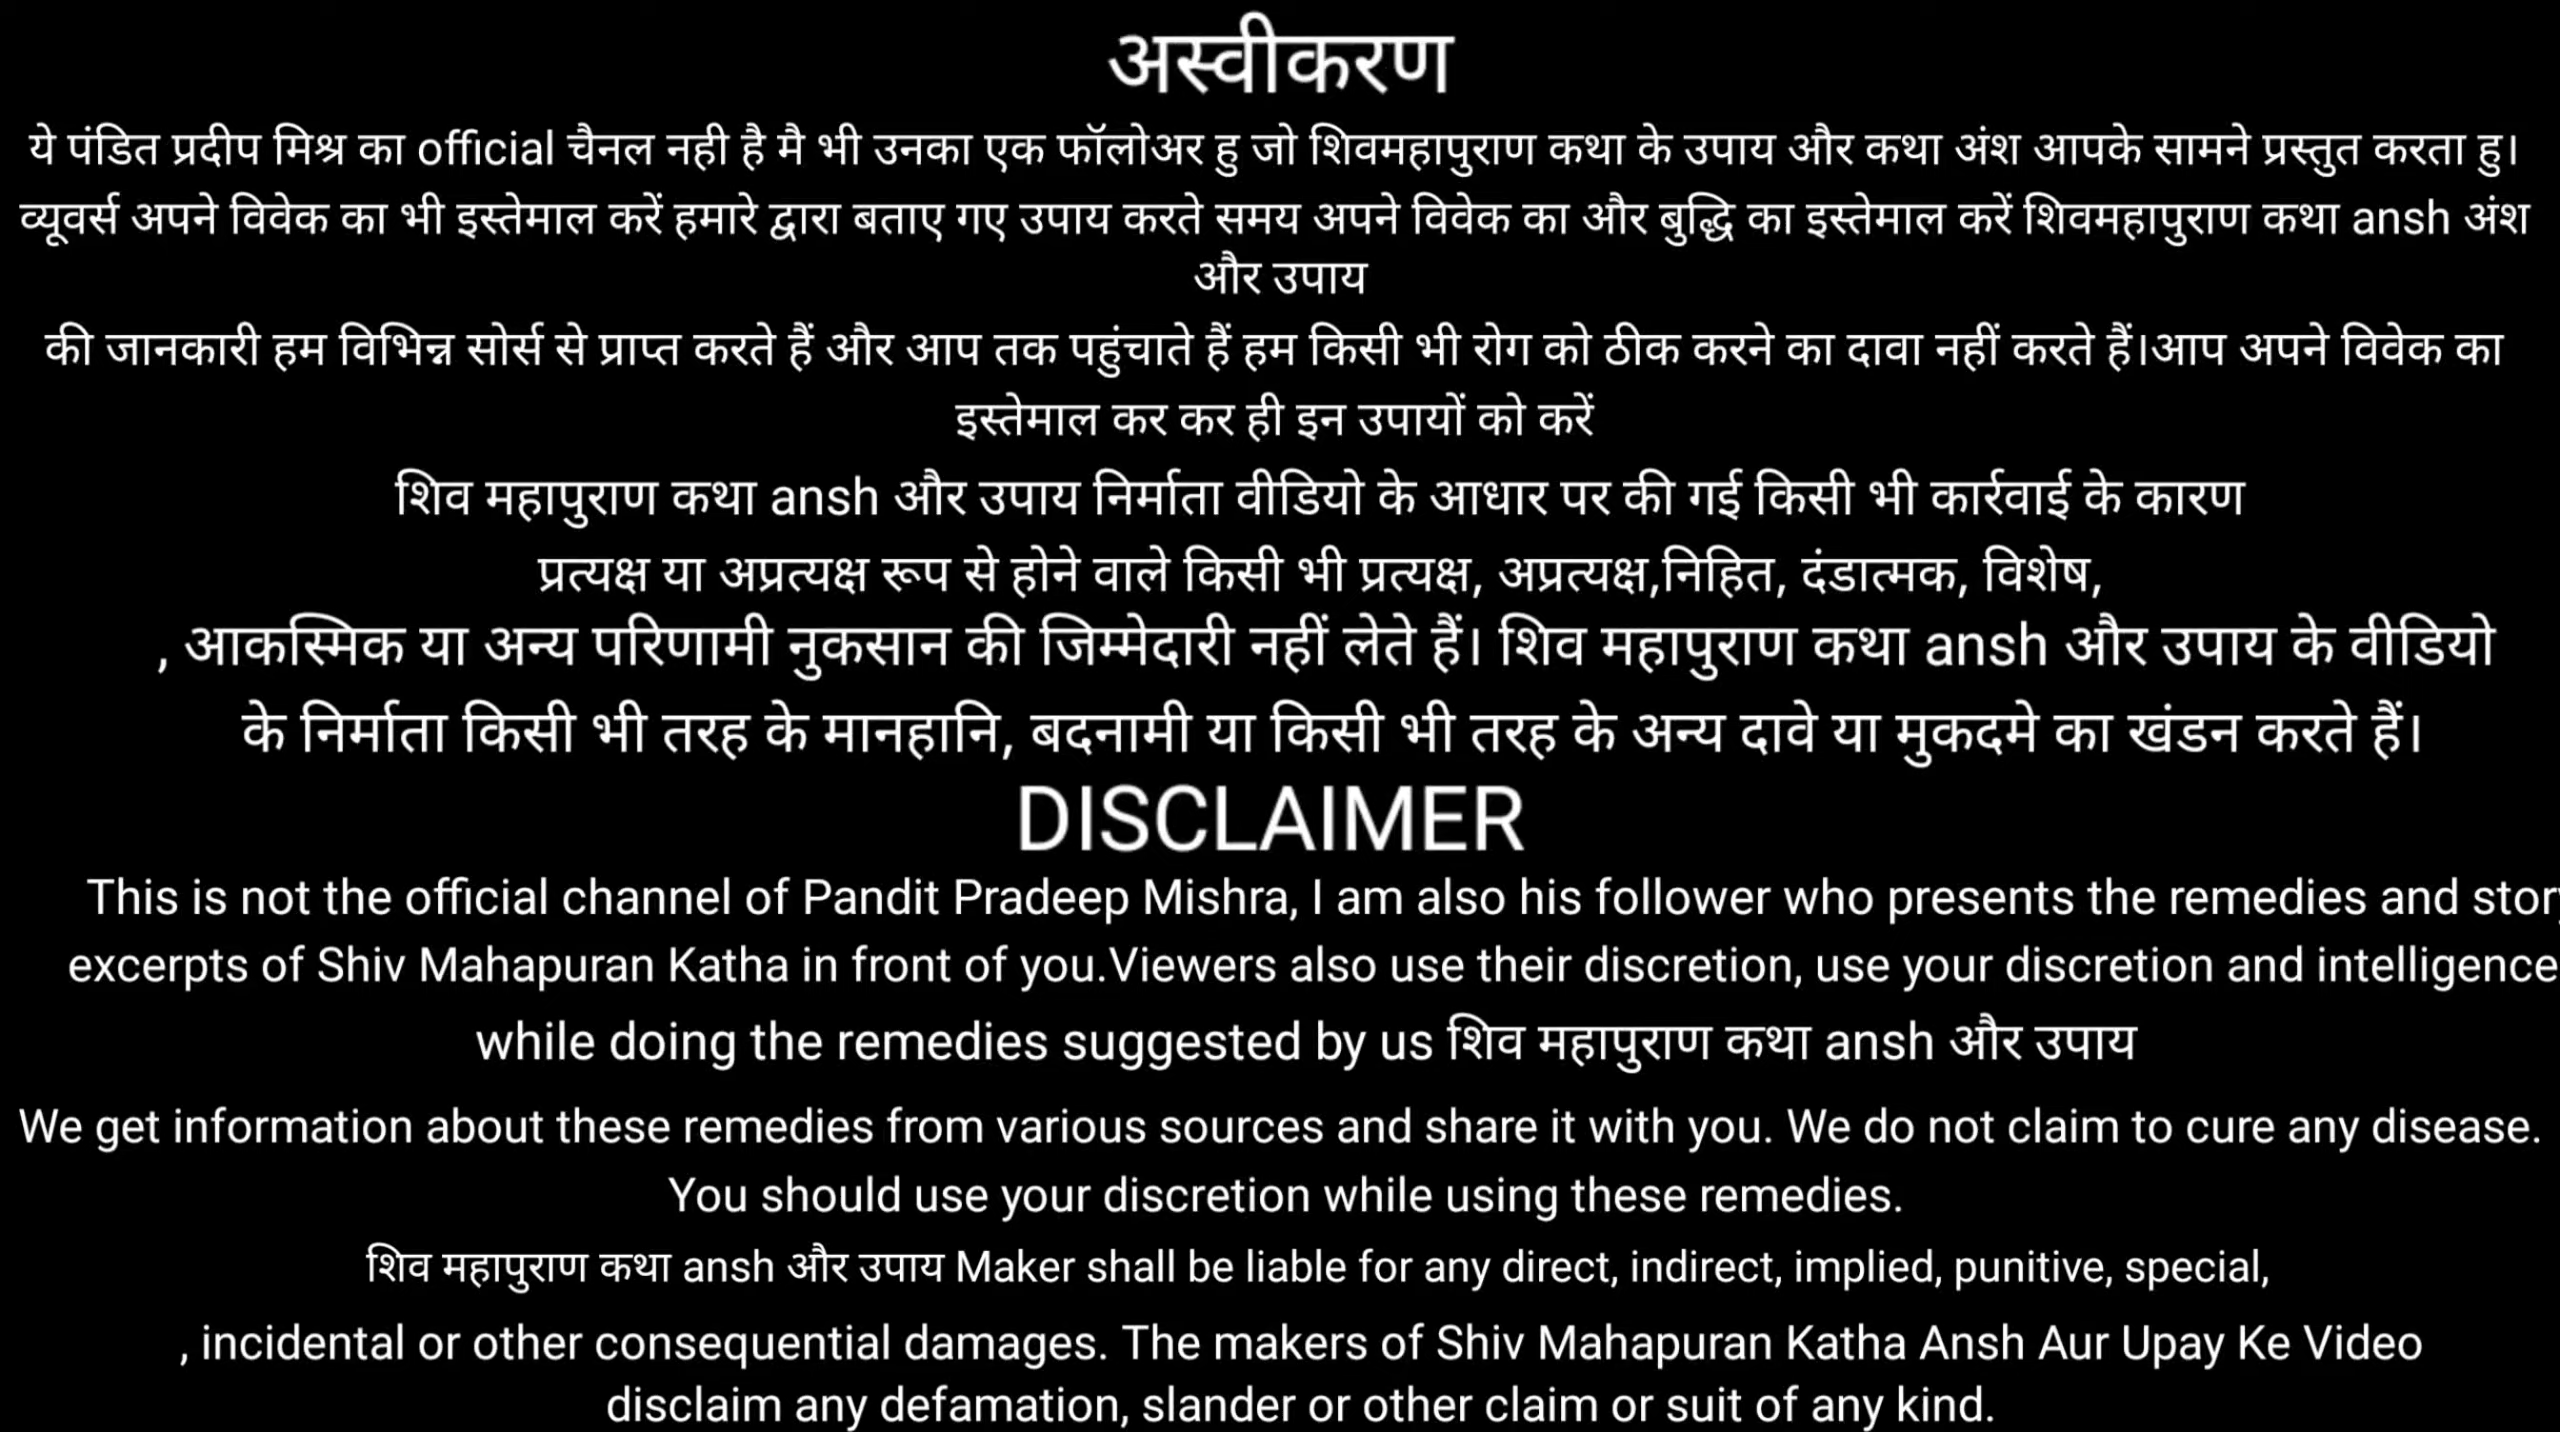 अस्वीकरण
ये पंडित प्रदीप मिश्र का official चैनल नही है मै भी उनका एक फॉलोअर हु जो शिवमहापुराण कथा के उपाय और कथा अंश आपके सामने प्रस्तुत करता हु।
व्यूवर्स अपने विवेक का भी इस्तेमाल करें हमारे द्वारा बताए गए उपाय करते समय अपने विवेक का और बुद्धि का इस्तेमाल करें शिवमहापुराण कथा ansh अंश
और उपाय
की जानकारी हम विभिन्न सोर्स से प्राप्त करते हैं और आप तक पहुंचाते हैं हम किसी भी रोग को ठीक करने का दावा नहीं करते हैं।आप अपने विवेक का
इस्तेमाल कर कर ही इन उपायों को करें
शिव महापुराण कथा ansh और उपाय निर्माता वीडियो के आधार पर की गई किसी भी कार्रवाई के कारण
प्रत्यक्ष या अप्रत्यक्ष रूप से होने वाले किसी भी प्रत्यक्ष, अप्रत्यक्ष,निहित, दंडात्मक, विशेष,
, आकस्मिक या अन्य परिणामी नुकसान की जिम्मेदारी नहीं लेते हैं। शिव महापुराण कथा ansh और उपाय के वीडियो
के निर्माता किसी भी तरह के मानहानि, बदनामी या किसी भी तरह के अन्य दावे या मुकदमे का खंडन करते हैं।
DISCLAIMER
This is not the official channel of Pandit Pradeep Mishra, I am also his follower who presents the remedies and story
excerpts of Shiv Mahapuran Katha in front of you.Viewers also use their discretion, use your discretion and intelligence
while doing the remedies suggested by us शिव महापुराण कथा ansh और उपाय
We get information about these remedies from various sources and share it with you. We do not claim to cure any disease.
You should use your discretion while using these remedies.
शिव महापुराण कथा ansh और उपाय Maker shall be liable for any direct, indirect, implied, punitive, special,
, incidental or other consequential damages. The makers of Shiv Mahapuran Katha Ansh Aur Upay Ke Video
disclaim any defamation, slander or other claim or suit of any kind.